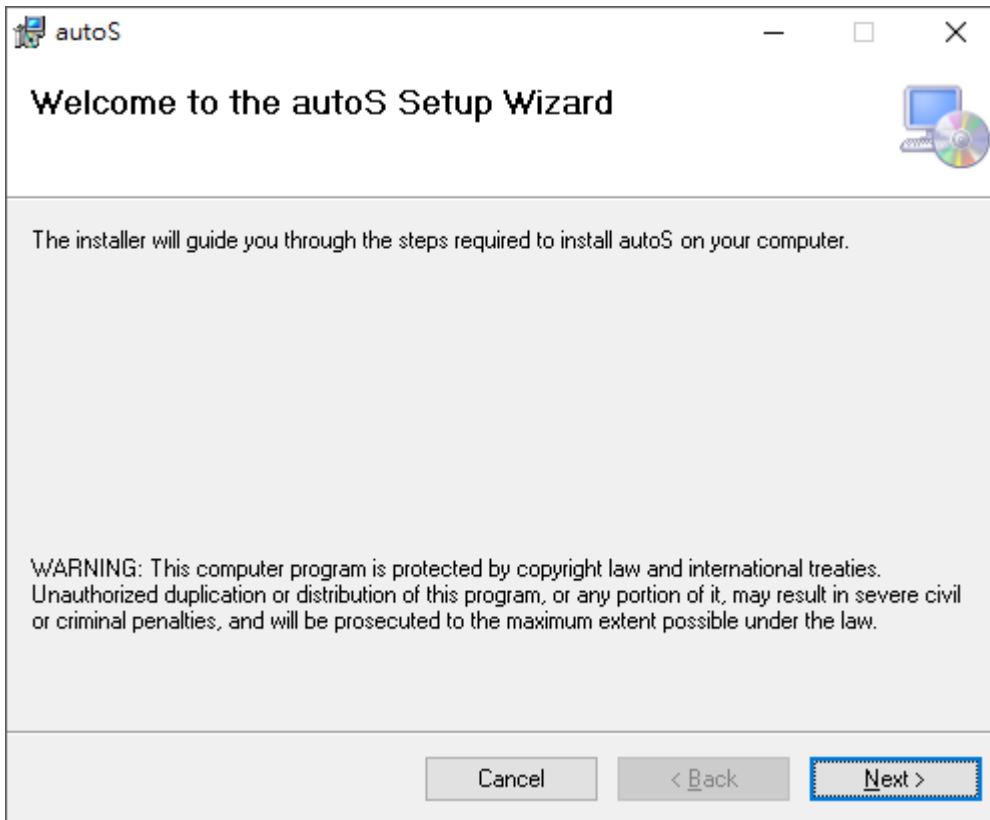 autoS
Welcome to the autoS Setup Wizard
The installer will guide you through the steps required to install autoS on your computer.
WARNING: This computer program is protected by copyright law and international treaties.
Unauthorized duplication or distribution of this program, or any portion of it, may result in severe civil
or criminal penalties, and will be prosecuted to the maximum extent possible under the law.
Cancel
< Back
Next >